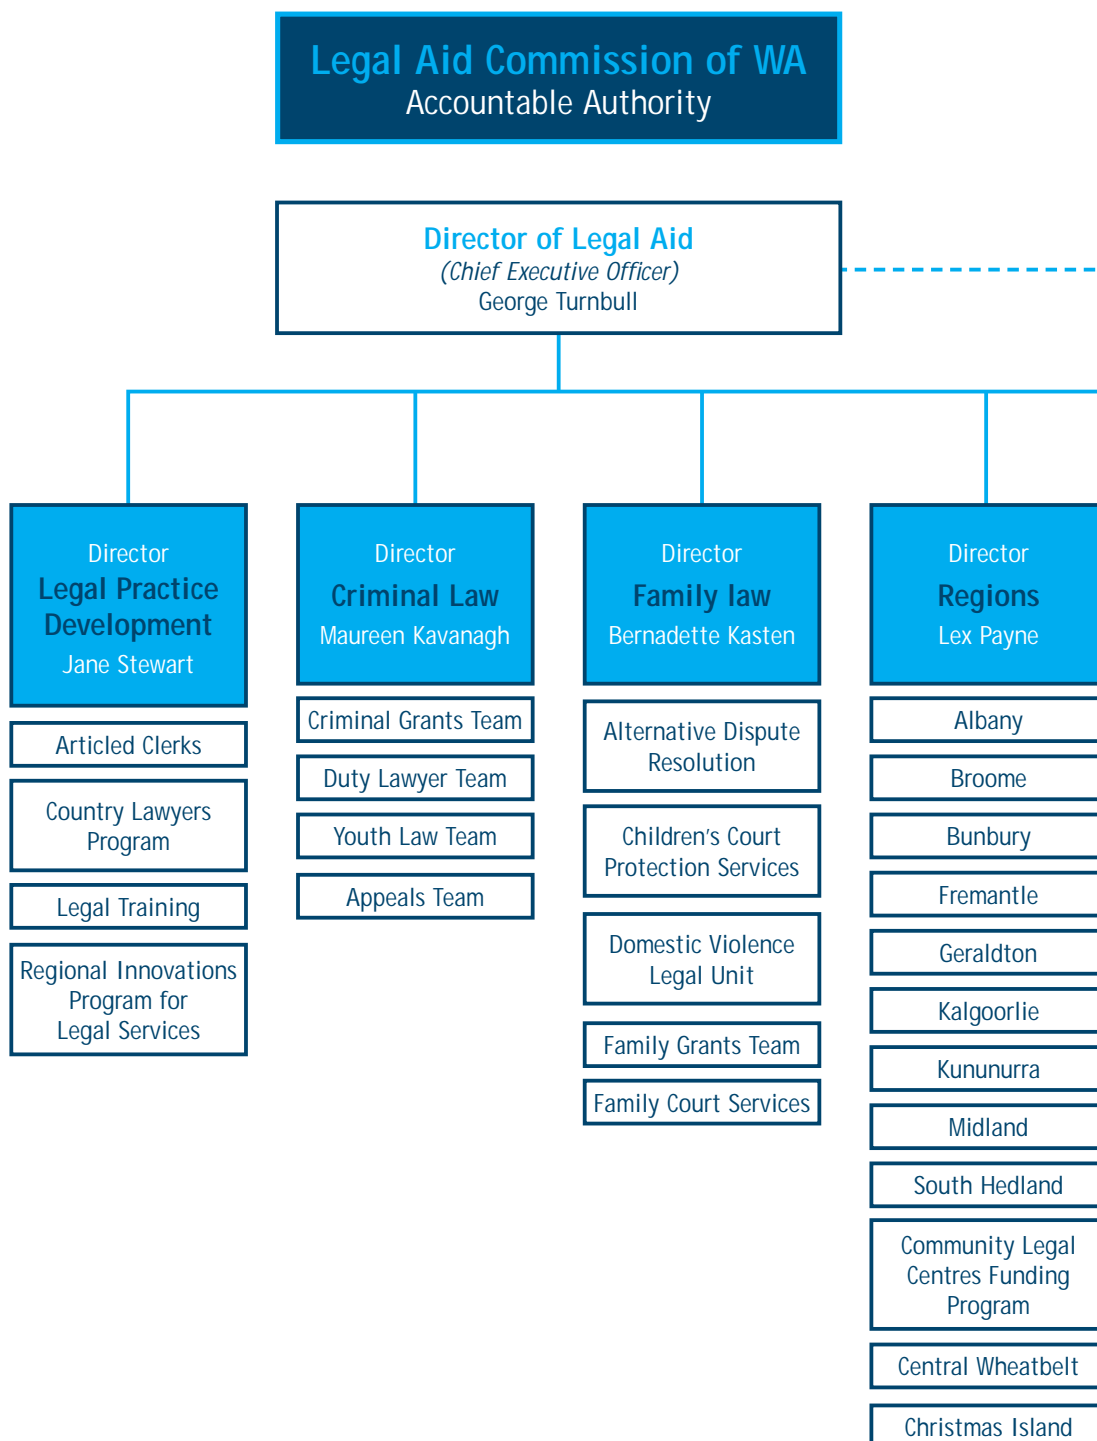 Legal Aid Commission of WA
Accountable Authority
Director of Legal Aid
(Chief Executive Officer)
George Turnbull
Director
Legal Practice
Development
Jane Stewart
Articled Clerks
Country Lawyers
Program
Legal Training
Regional Innovations
Program for
Legal Services
Director
Criminal Law
Maureen Kavanagh
Criminal Grants Team
Duty Lawyer Team
Youth Law Team
Appeals Team
Director
Family law
Bernadette Kasten
Alternative Dispute
Resolution
Children's Court
Protection Services
Domestic Violence
Legal Unit
Family Grants Team
Family Court Services
Director
Regions
Lex Payne
Albany
Broome
Bunbury
Fremantle
Geraldton
Kalgoorlie
Kununurra
Midland
South Hedland
Community Legal
Centres Funding
Program
Central Wheatbelt
Christmas Island